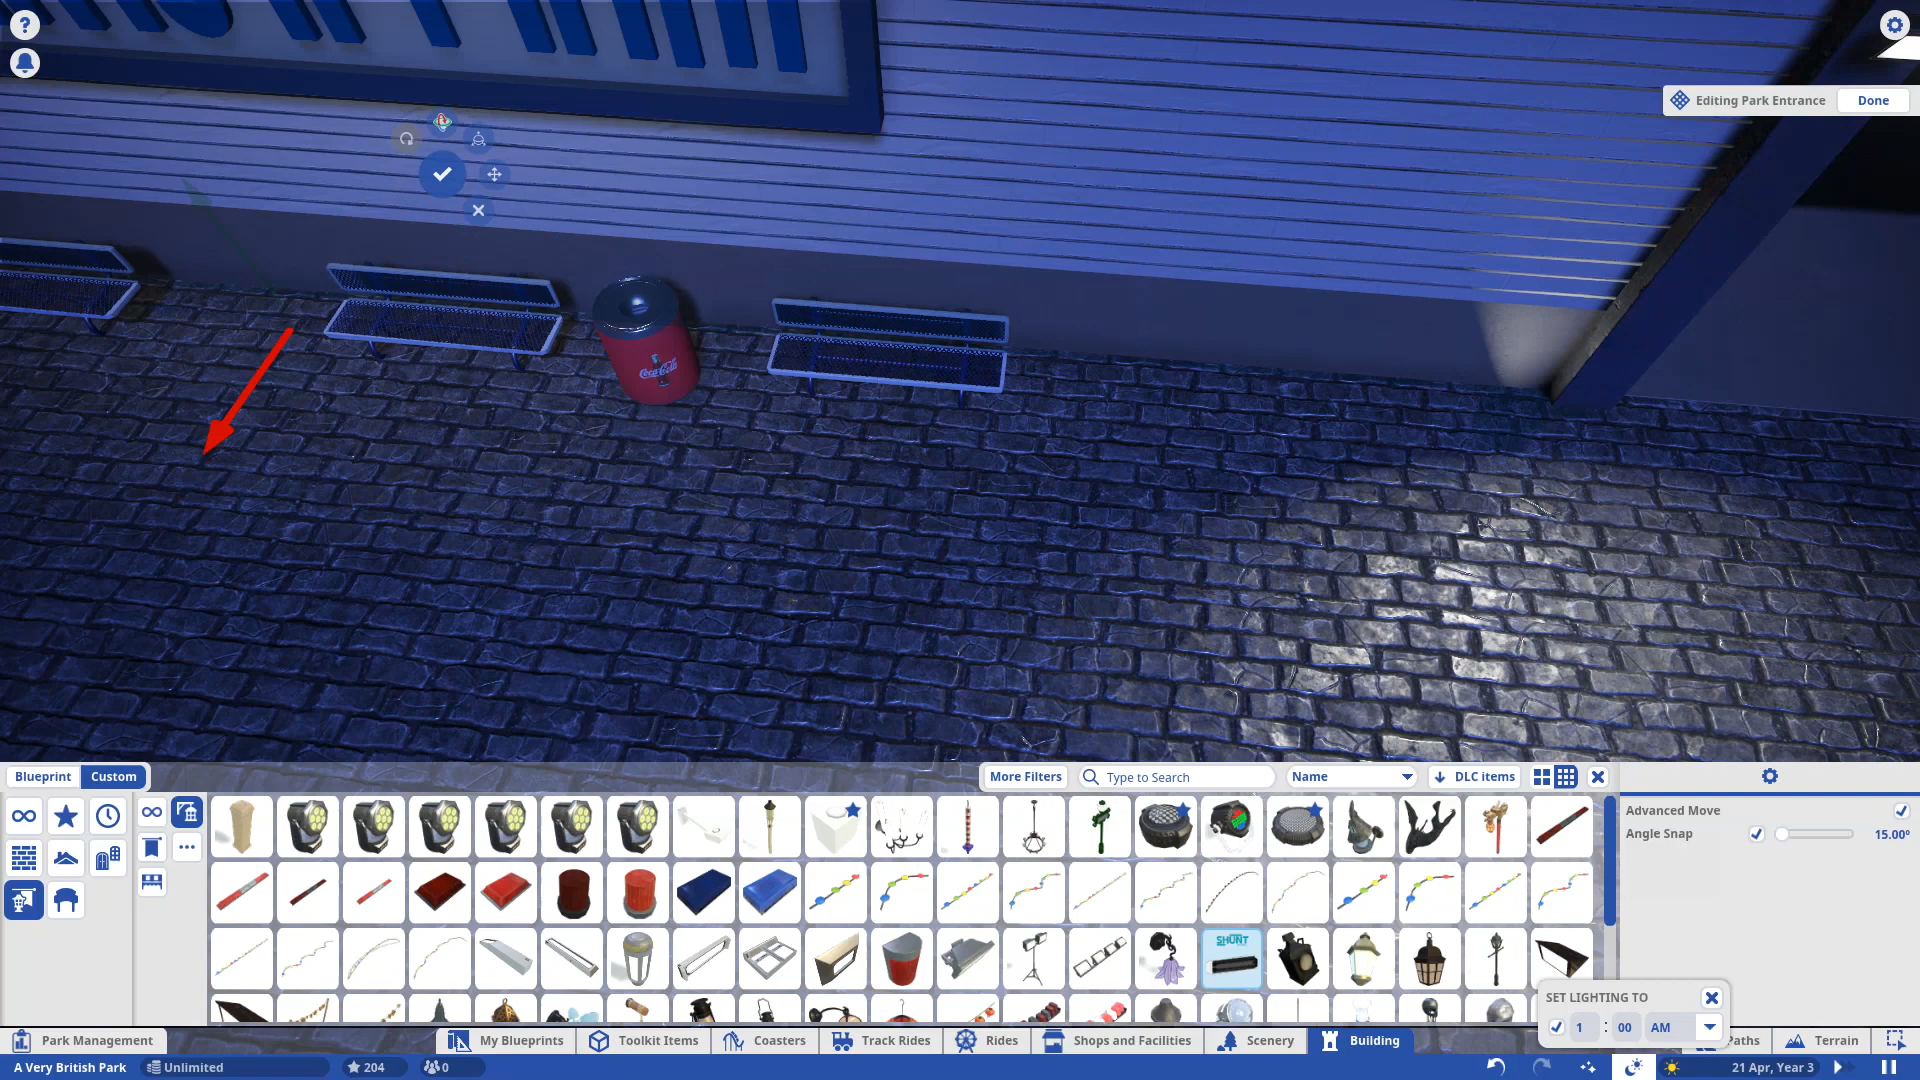 ?
Editing Park Entrance
Done
Coca-Cola
Blueprint
Custom
More Filters
Type to Search
Name
DLC items
Advanced Move
Angle Snap
15.00°
SHUNT
SET LIGHTING TO
1 : 00 AM
Park Management
My Blueprints
Toolkit Items
Coasters
Track Rides
Rides
Shops and Facilities
Scenery
Building
Paths
Terrain
A Very British Park
Unlimited
204
0
21 Apr, Year 3